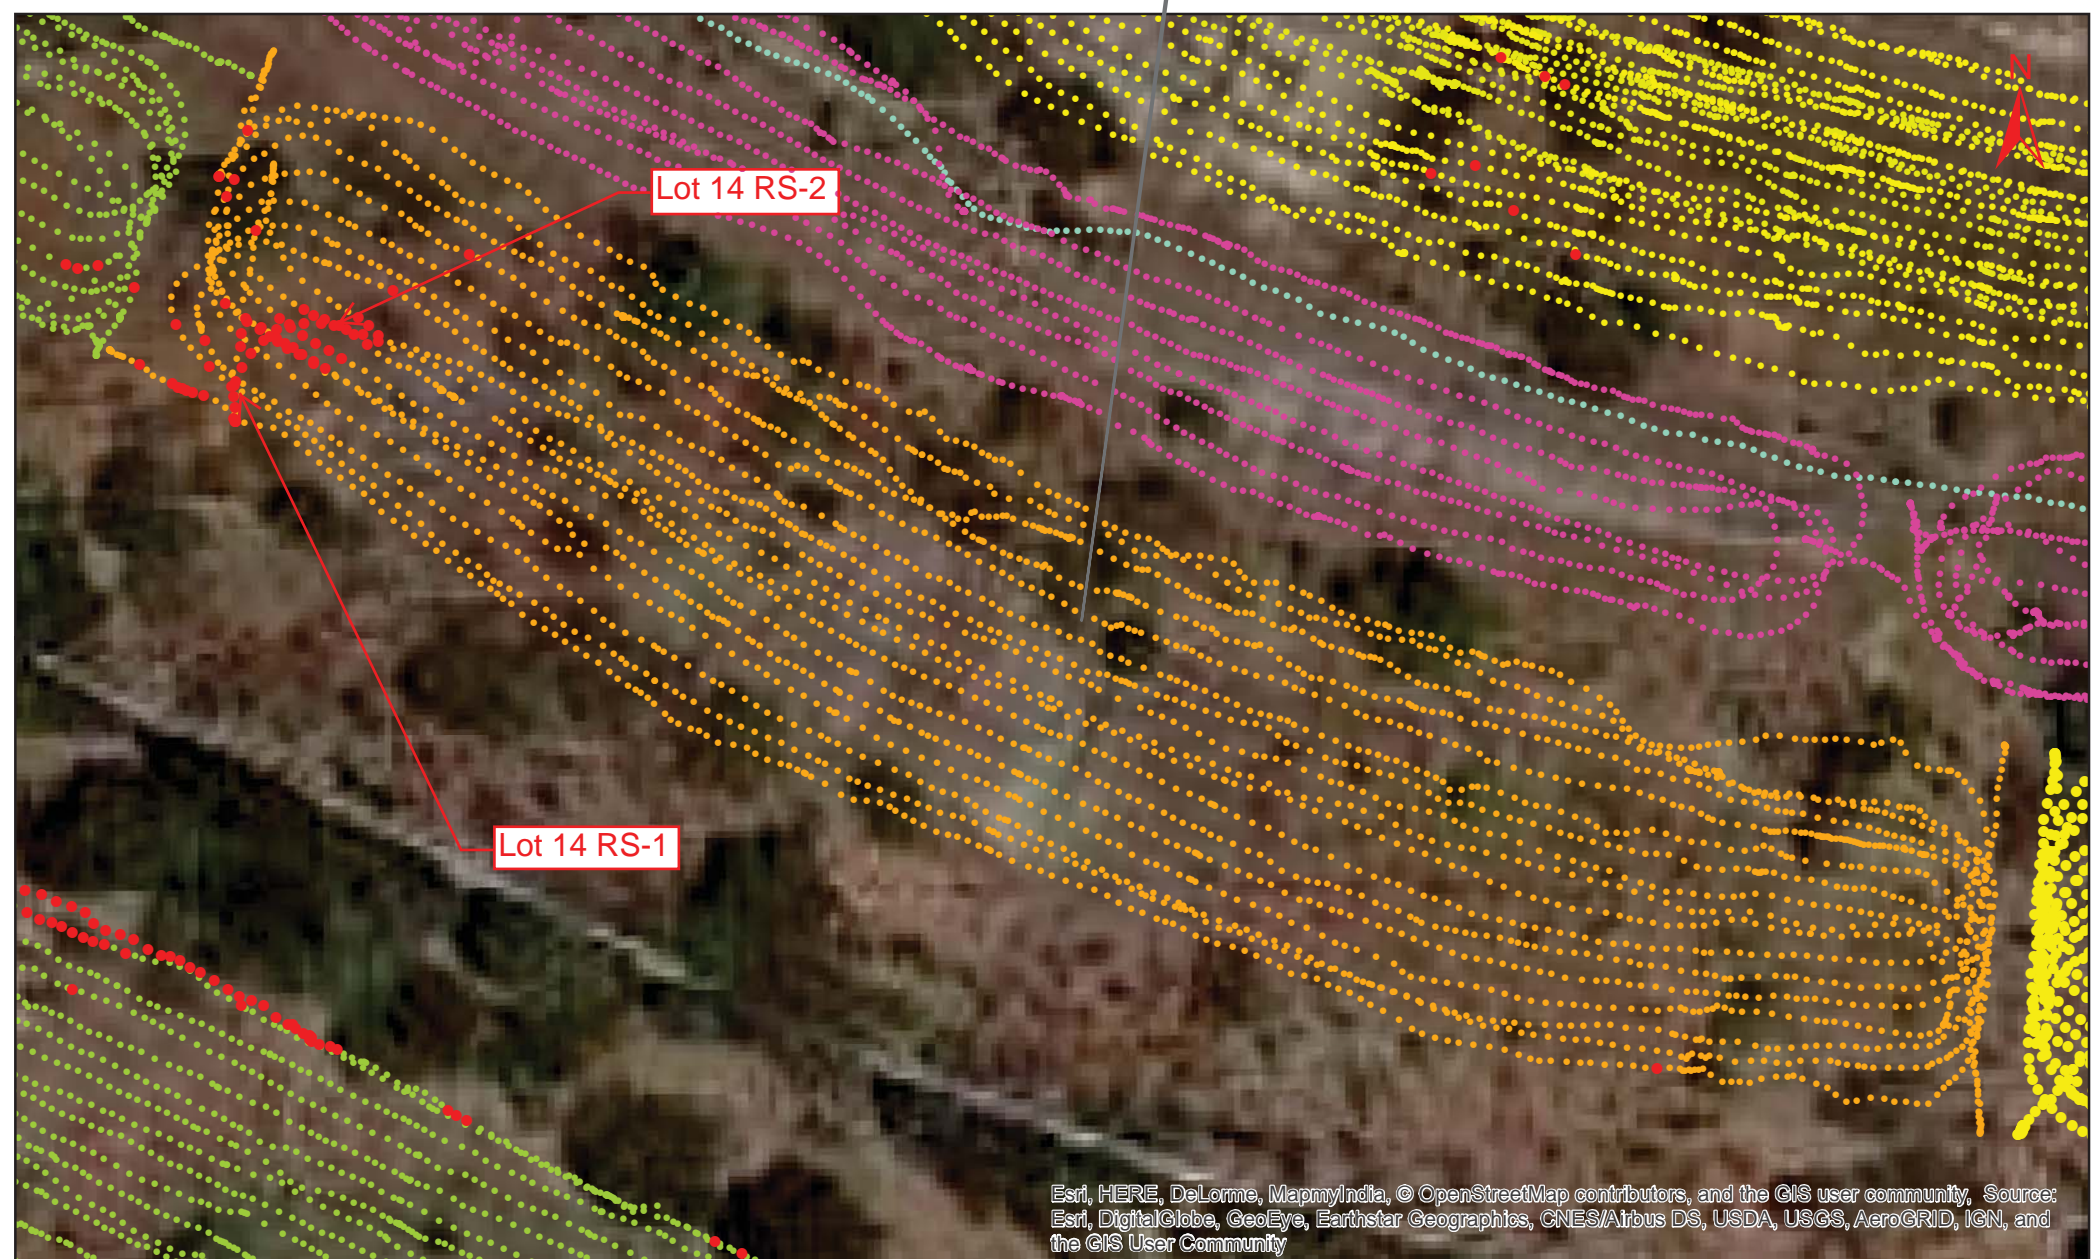 N
Lot 14 RS-2
Lot 14 RS-1
Esri, HERE, DeLorme, MapmyIndia, © OpenStreetMap contributors, and the GIS user community, Source:
Esri, DigitalGlobe, GeoEye, Earthstar Geographics, CNES/Airbus DS, USDA, USGS, AeroGRID, IGN, and
the GIS User Community